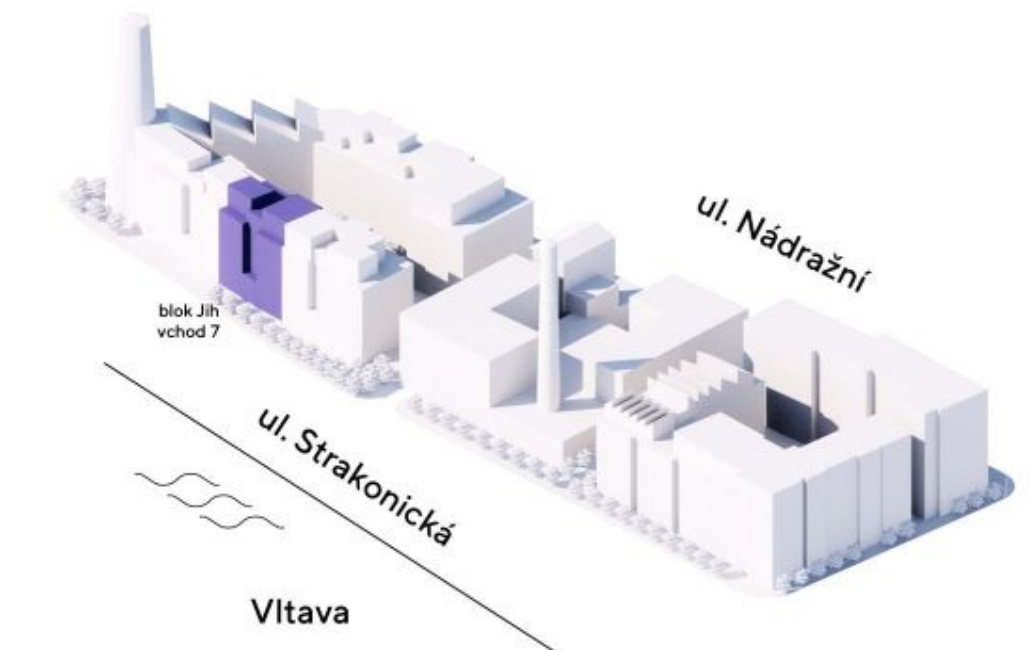 ul. Nádražní
blok Jih
vchod 7
ul. Strakonická
Vltava